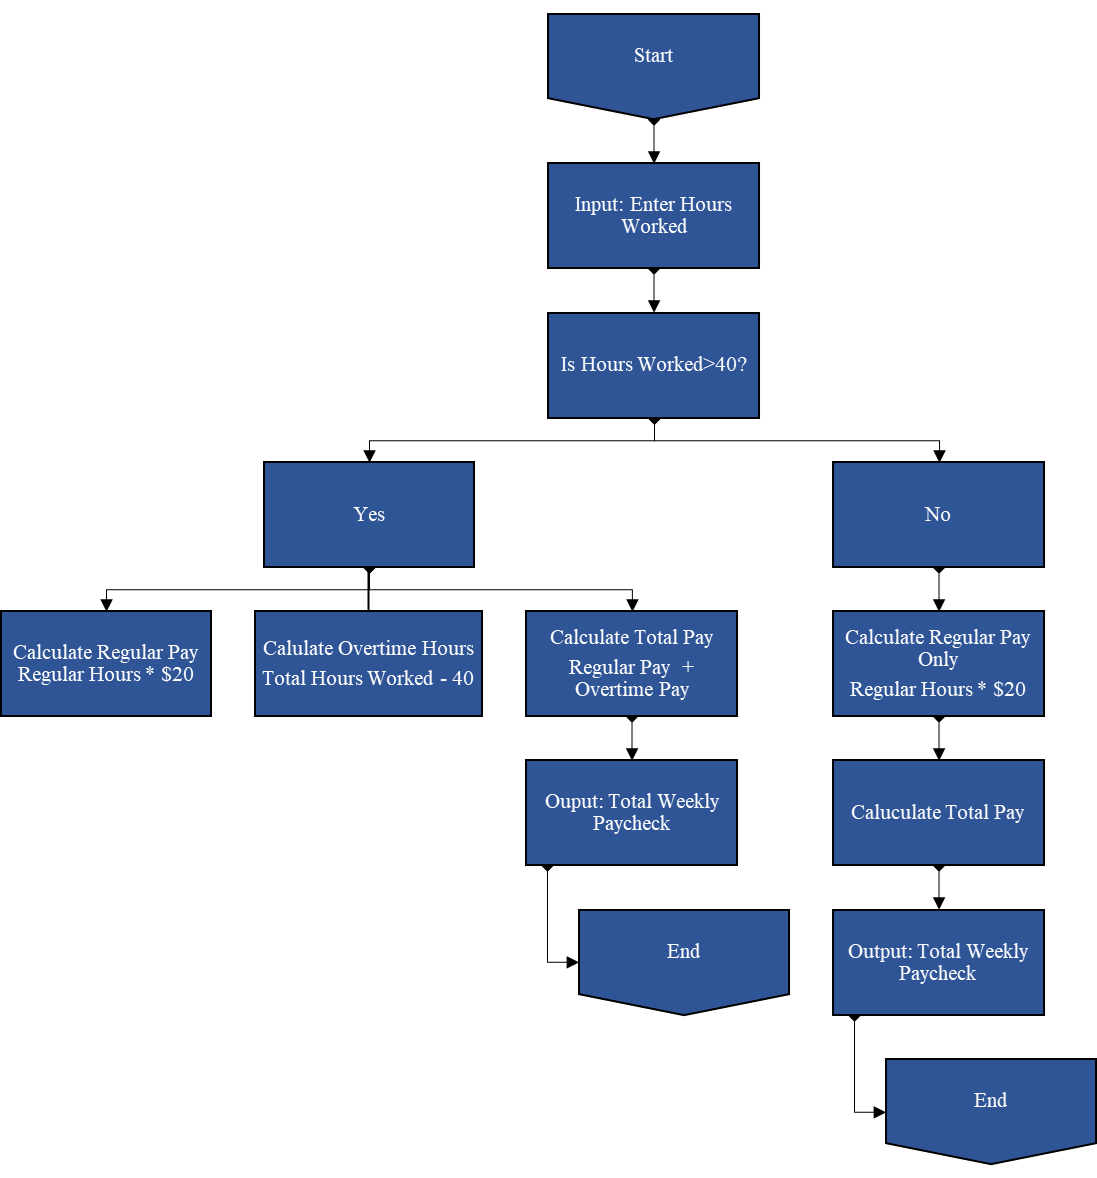 Start
Input: Enter Hours
Worked
Is Hours Worked>40?
Yes
No
Calculate Regular Pay
Regular Hours * $20
Calulate Overtime Hours
Total Hours Worked - 40
Calculate Total Pay
Regular Pay +
Overtime Pay
Calculate Regular Pay
Only
Regular Hours * $20
Ouput: Total Weekly
Paycheck
Caluculate Total Pay
End
Output: Total Weekly
Paycheck
End